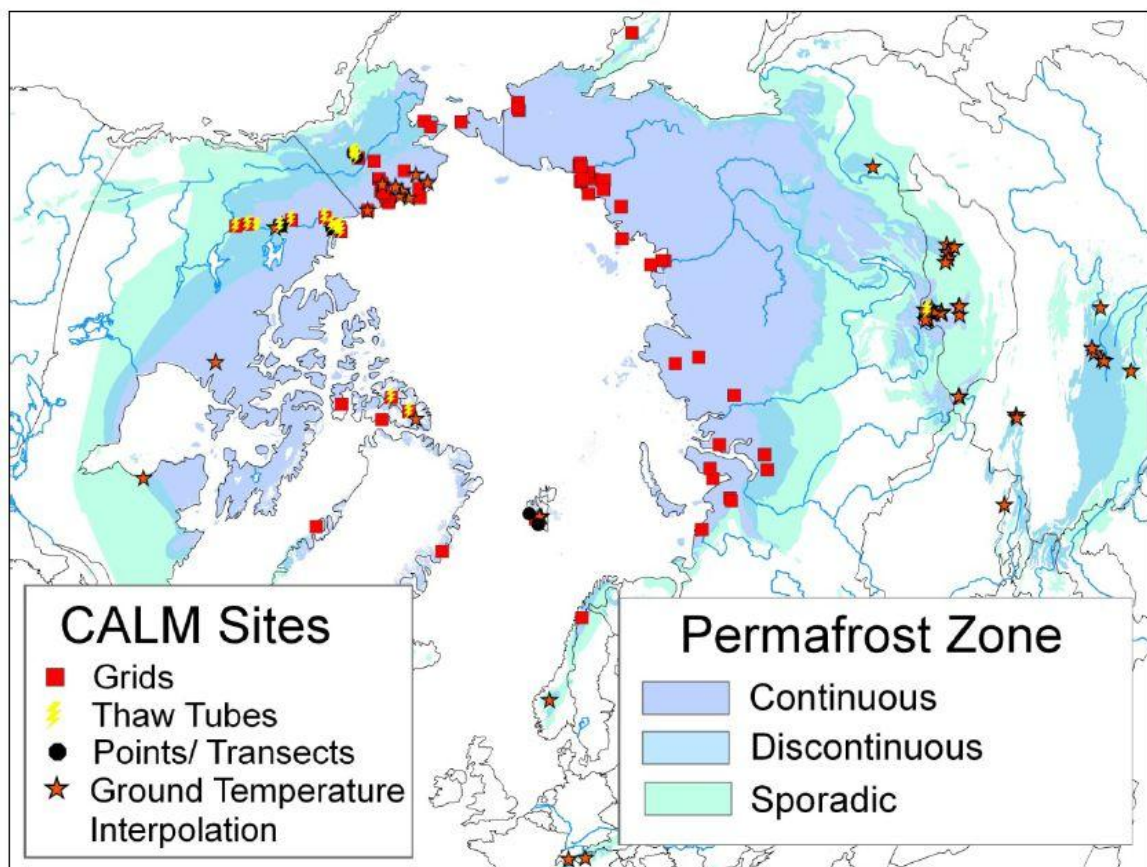 CALM Sites
Grids
Thaw Tubes
Points/ Transects
Ground Temperature
Interpolation
Permafrost Zone
Continuous
Discontinuous
Sporadic